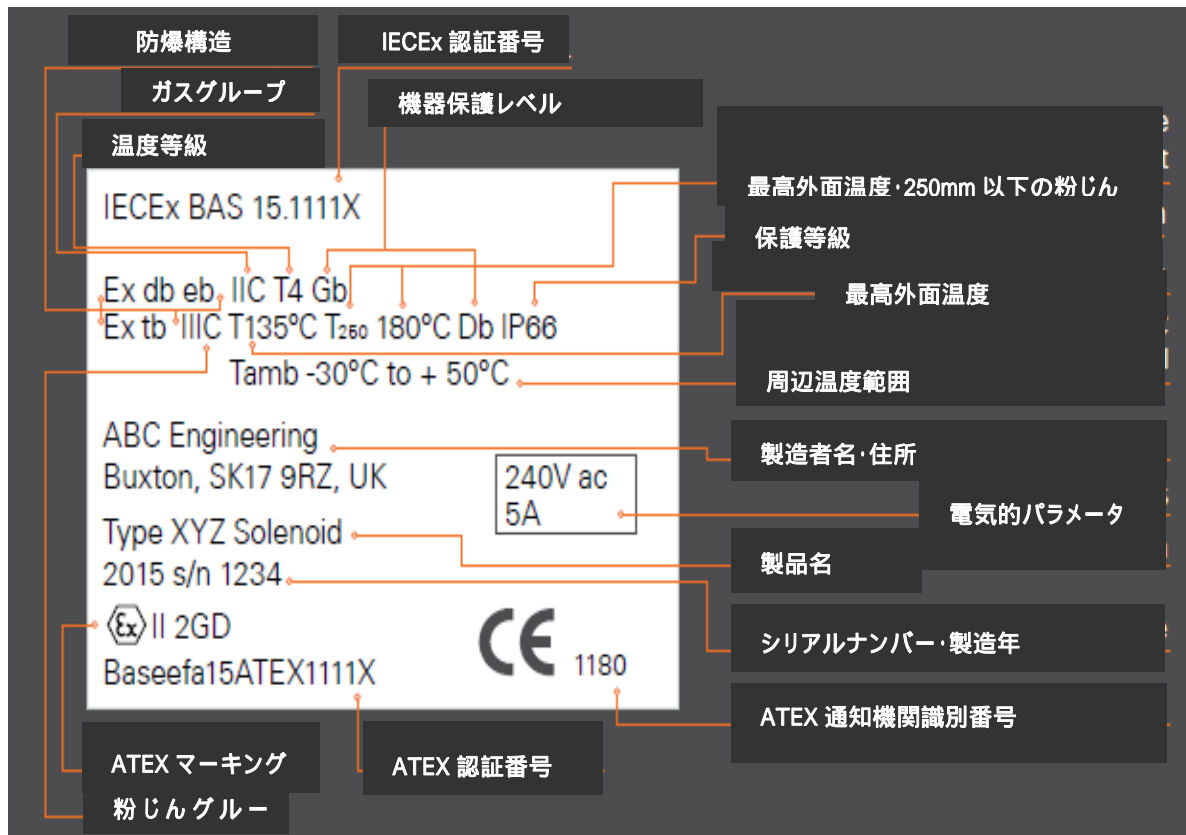 防爆構造
IECEx 認証番号
ガスグループ
機器保護レベル
温度等級
最高外面温度・250mm 以下の粉じん
保護等級
最高外面温度
周辺温度範囲
製造者名・住所
電気的パラメータ
製品名
シリアルナンバー・製造年
ATEX 通知機関識別番号
IECEx BAS 15.1111X
Ex db eb IIC T4 Gb
Ex tb IIIC T135ºC T250 180ºC Db IP66
Tamb -30ºC to + 50ºC
ABC Engineering
Buxton, SK17 9RZ, UK
240V ac
5A
Type XYZ Solenoid
2015 s/n 1234
Ex II 2GD
CE 1180
Baseefa15ATEX1111X
ATEX マーキング
ATEX 認証番号
粉じんグルー